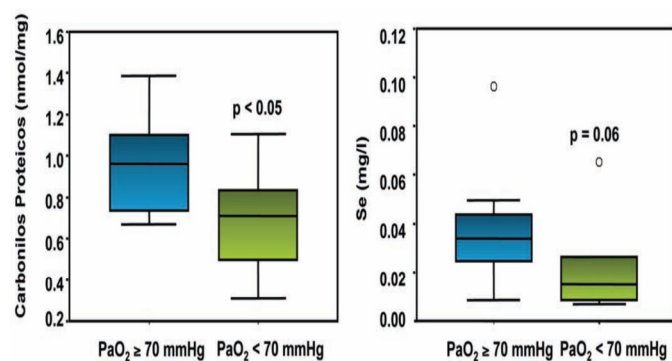 Carbonilos Proteicos (nmol/mg)
1.6
1.4
1.2
1.0
0.8
0.6
0.4
0.2
p < 0.05
PaO₂ ≥ 70 mmHg
PaO₂ < 70 mmHg
Se (mg/l)
0.12
0.10
0.08
0.06
0.04
0.02
0.00
p = 0.06
PaO₂ ≥ 70 mmHg
PaO₂ < 70 mmHg